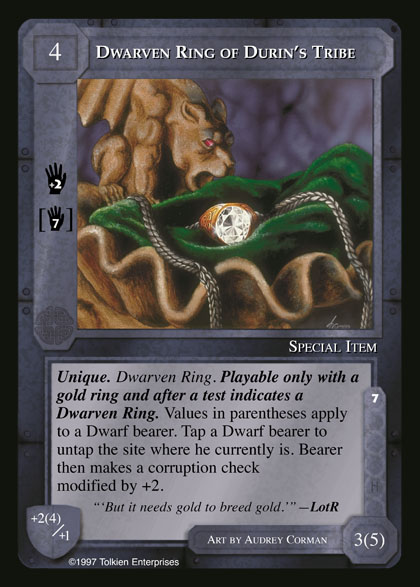 4
DWARVEN RING OF DURIN'S TRIBE
+2
[7]
SPECIAL ITEM
Unique. Dwarven Ring. Playable only with a
gold ring and after a test indicates a
Dwarven Ring. Values in parentheses apply
to a Dwarf bearer. Tap a Dwarf bearer to
untap the site where he currently is. Bearer
then makes a corruption check
modified by +2.
7
“‘But it needs gold to breed gold.’” —LotR
H
+2(4)/+1
ART BY AUDREY CORMAN
3(5)
©1997 Tolkien Enterprises